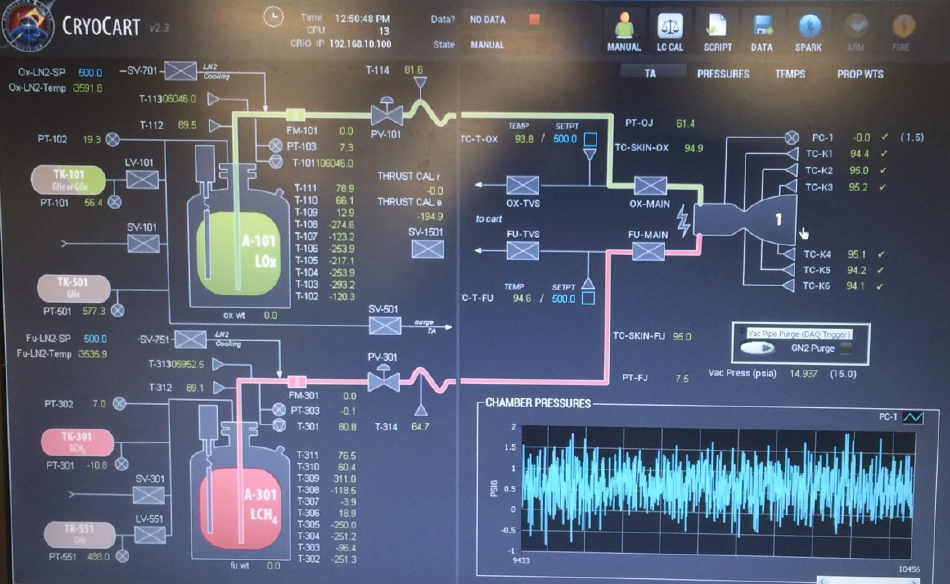 CRYOCART v2.3
Time 12:50:48 PM
CPU 13
CRIO IP 192.168.10.100
Data? NO DATA
State MANUAL
MANUAL LC CAL SCRIPT DATA SPARK ARM FIRE
TA PRESSURES TEMPS PROP WTS
Ox-LN2-SP 500.0
Ox-LN2-Temp
SV-701
LN2
Cooling
T-114 81.6
T-113 06046.0
T-112 89.5
FM-101 0.0
PV-101
PT-102 19.3
PT-103 7.3
T-101 106046.0
LV-101
TK-101
GHe or GOx
PT-101 56.4
SV-101
TK-501
GHe
PT-501 577.3
A-101
LOx
T-111 78.9
T-110 66.1
T-109 12.9
T-108 -274.6
T-107 -123.2
T-106 -253.9
T-105 -217.1
T-104 -253.9
T-103 -293.2
T-102 -120.3
ox wt 0.0
THRUST CAL r
-0.0
THRUST CAL e
-194.9
SV-1501
SV-501
purge
TA
TEMP SETPT
TC-T-OX 93.8 / 500.0
PT-OJ 61.4
TC-SKIN-OX 94.9
OX-TVS
OX-MAIN
to cart
FU-TVS
FU-MAIN
TEMP SETPT
C-T-FU 94.6 / 500.0
PC-1 -0.0 (1.5)
TC-K1 94.4 ✓
TC-K2 95.0 ✓
TC-K3 95.2 ✓
1
TC-K4 95.1 ✓
TC-K5 94.2 ✓
TC-K6 94.1 ✓
TC-SKIN-FU 95.0
PT-FJ 7.5
Vac Pipe Purge (DAQ Trigger)
GN2 Purge
Vac Press (psia) 14.937 (15.0)
Fu-LN2-SP 500.0
Fu-LN2-Temp
SV-751
LN2
Cooling
T-313 05952.5
T-312 89.1
PV-301
FM-301 0.0
PT-302 7.0
PT-303 -0.1
T-301 80.8
T-314 64.7
TK-301
GCH₄
PT-301 -10.8
SV-301
LV-551
TK-551
GHe
PT-551 488.0
A-301
LCH₄
T-311 76.5
T-310 60.4
T-309 311.0
T-308 -118.5
T-307 -3.9
T-306 18.9
T-305 -250.0
T-304 -251.2
T-303 -96.4
T-302 -251.3
fu wt 0.0
CHAMBER PRESSURES
PC-1
PSIG
2
1.5
1
0.5
0
-0.5
-1
9433
10456